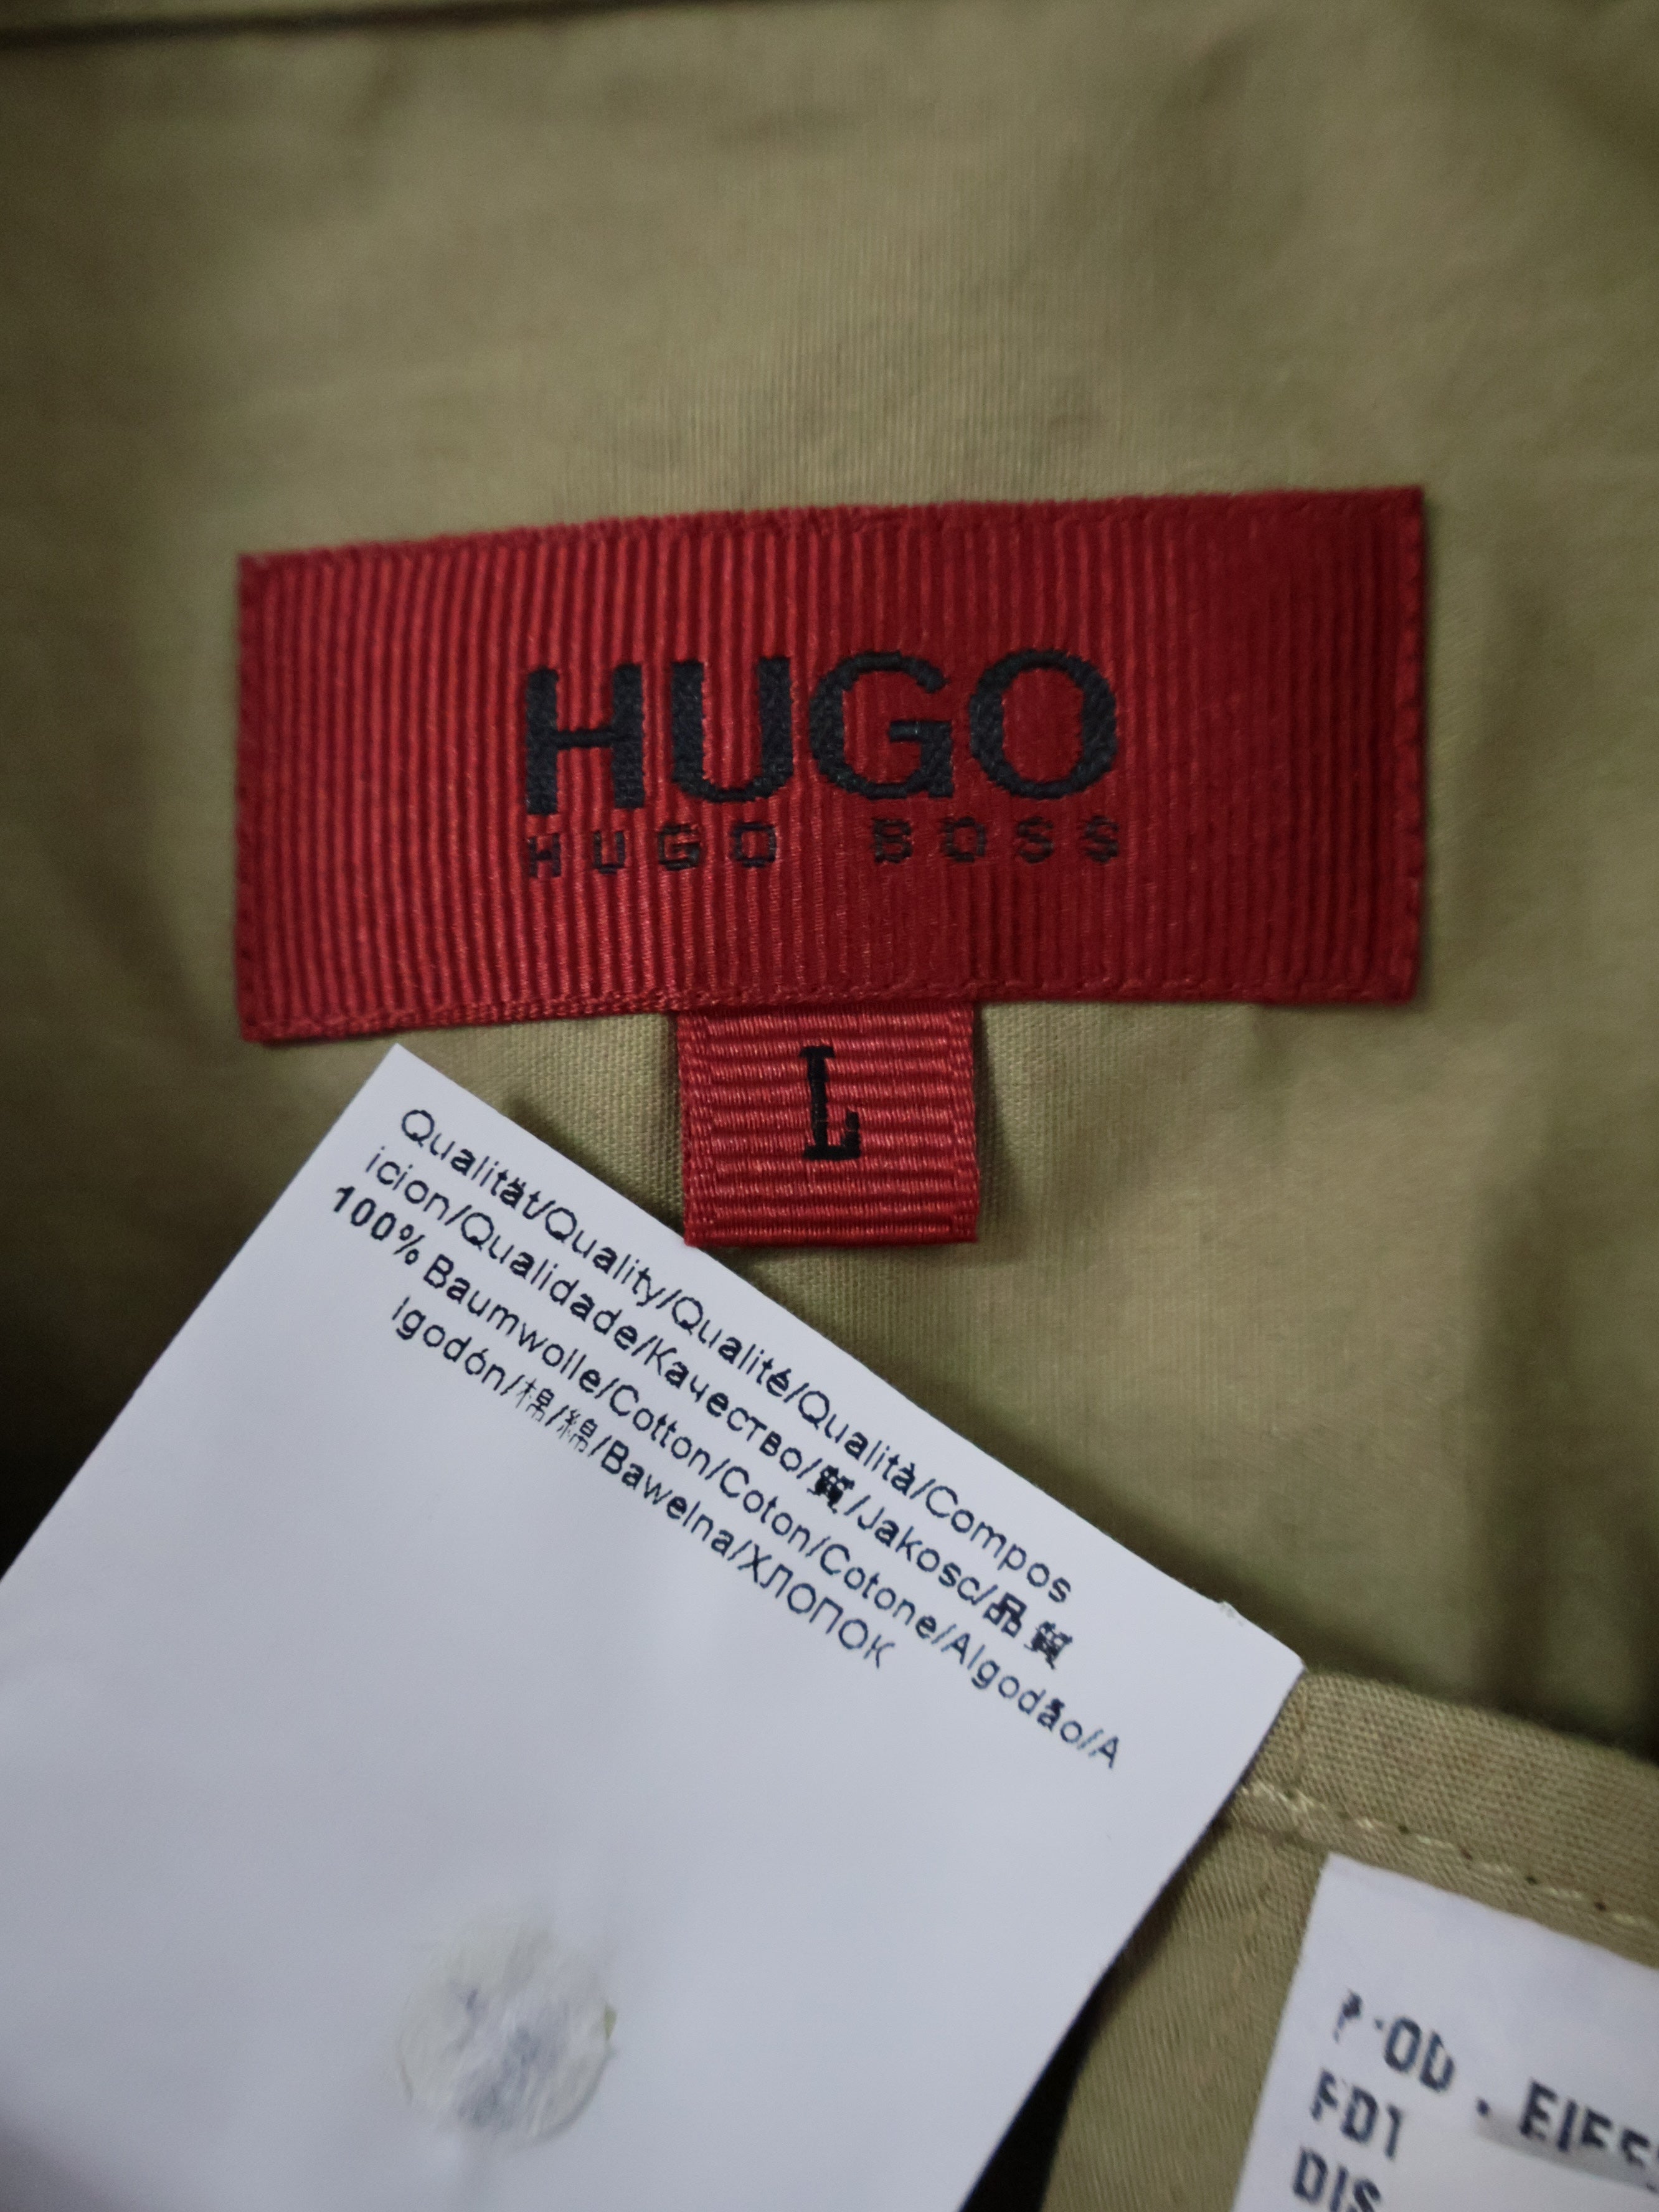 HUGO
HUGO BOSS
L
Qualität/Quality/Qualité/Qualità/Compos
icion/Qualidade/Качество/質/Jakosc/品質
100% Baumwolle/Cotton/Coton/Cotone/Algodão/A
lgodón/棉/綿/Bawelna/ХЛОПОК
FD1
DIS